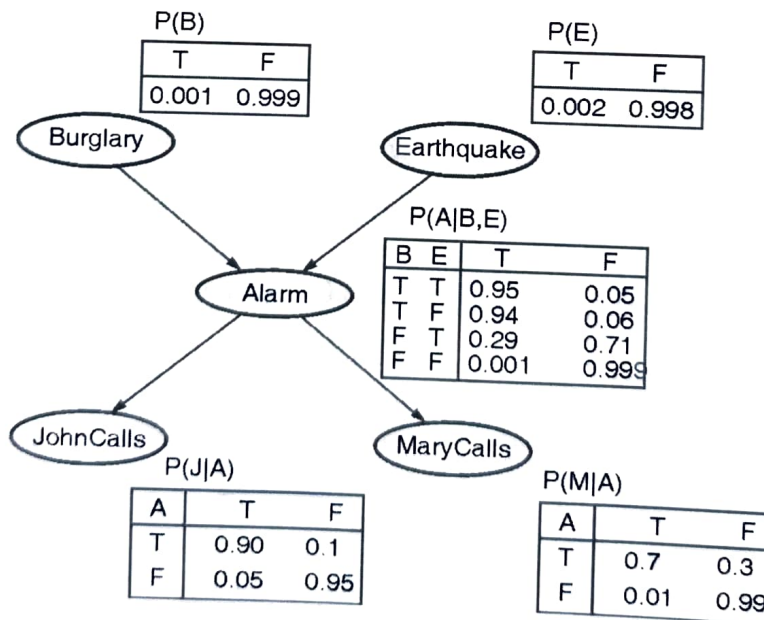 P(B)
T F
0.001 0.999
P(E)
T F
0.002 0.998
Burglary
Earthquake
P(A|B,E)
B E T F
T T 0.95 0.05
T F 0.94 0.06
F T 0.29 0.71
F F 0.001 0.999
Alarm
JohnCalls
MaryCalls
P(J|A)
A T F
T 0.90 0.1
F 0.05 0.95
P(M|A)
A T F
T 0.7 0.3
F 0.01 0.99